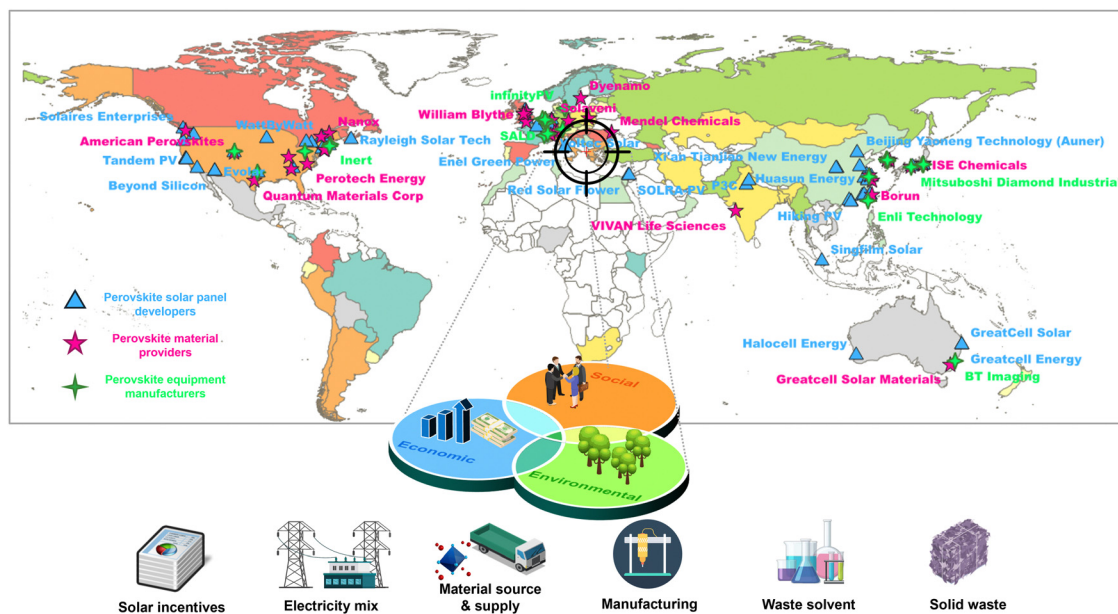 infinityPV
Dyenamo
Solaires Enterprises
WattByWatt
Nanox
William Blythe
Solaveni
Mendel Chemicals
American Perovskites
Rayleigh Solar Tech
SALD
Solar
Beijing Yaoneng Technology (Auner)
Tandem PV
Inert
Enel Green Power
Xi'an Tianjiao New Energy
ISE Chemicals
Evolar
Perotech Energy
Huasun Energy
Mitsuboshi Diamond Industrial
Beyond Silicon
Red Solar Flower
SOLRA PV
P3C
Borun
Quantum Materials Corp
Hiking PV
Enli Technology
VIVAN Life Sciences
Singfilm Solar
Perovskite solar panel
developers
Perovskite material
providers
Perovskite equipment
manufacturers
GreatCell Solar
Halocell Energy
Greatcell Energy
Greatcell Solar Materials
BT Imaging
Social
Economic
Environmental
Solar incentives
Electricity mix
Material source
& supply
Manufacturing
Waste solvent
Solid waste